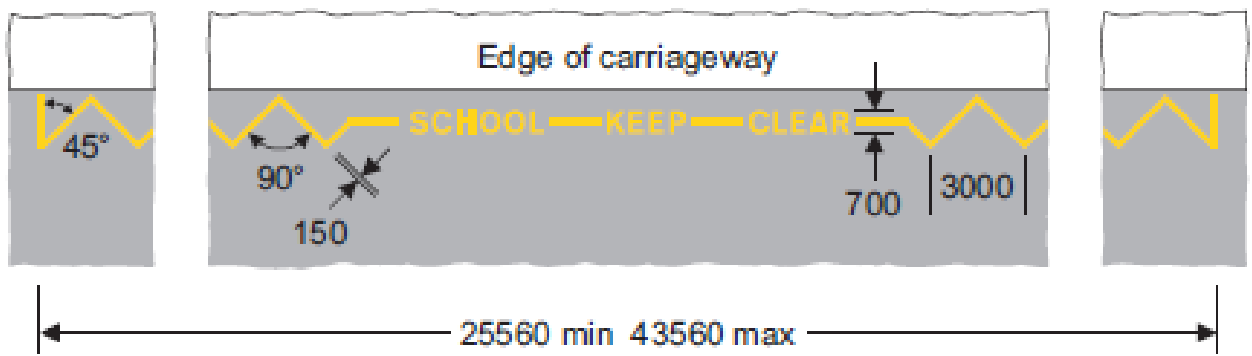 Edge of carriageway
SCHOOL KEEP CLEAR
45°
90°
150
700
3000
25560 min 43560 max